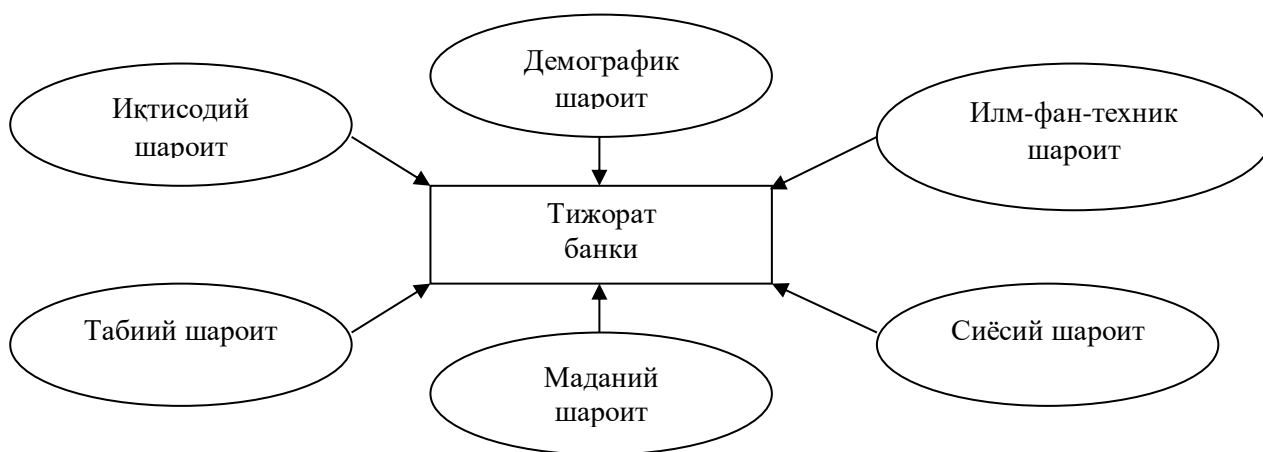 Демографик
шароит
Иқтисодий
шароит
Илм-фан-техник
шароит
Тижорат
банки
Табиий шароит
Сиёсий шароит
Маданий
шароит